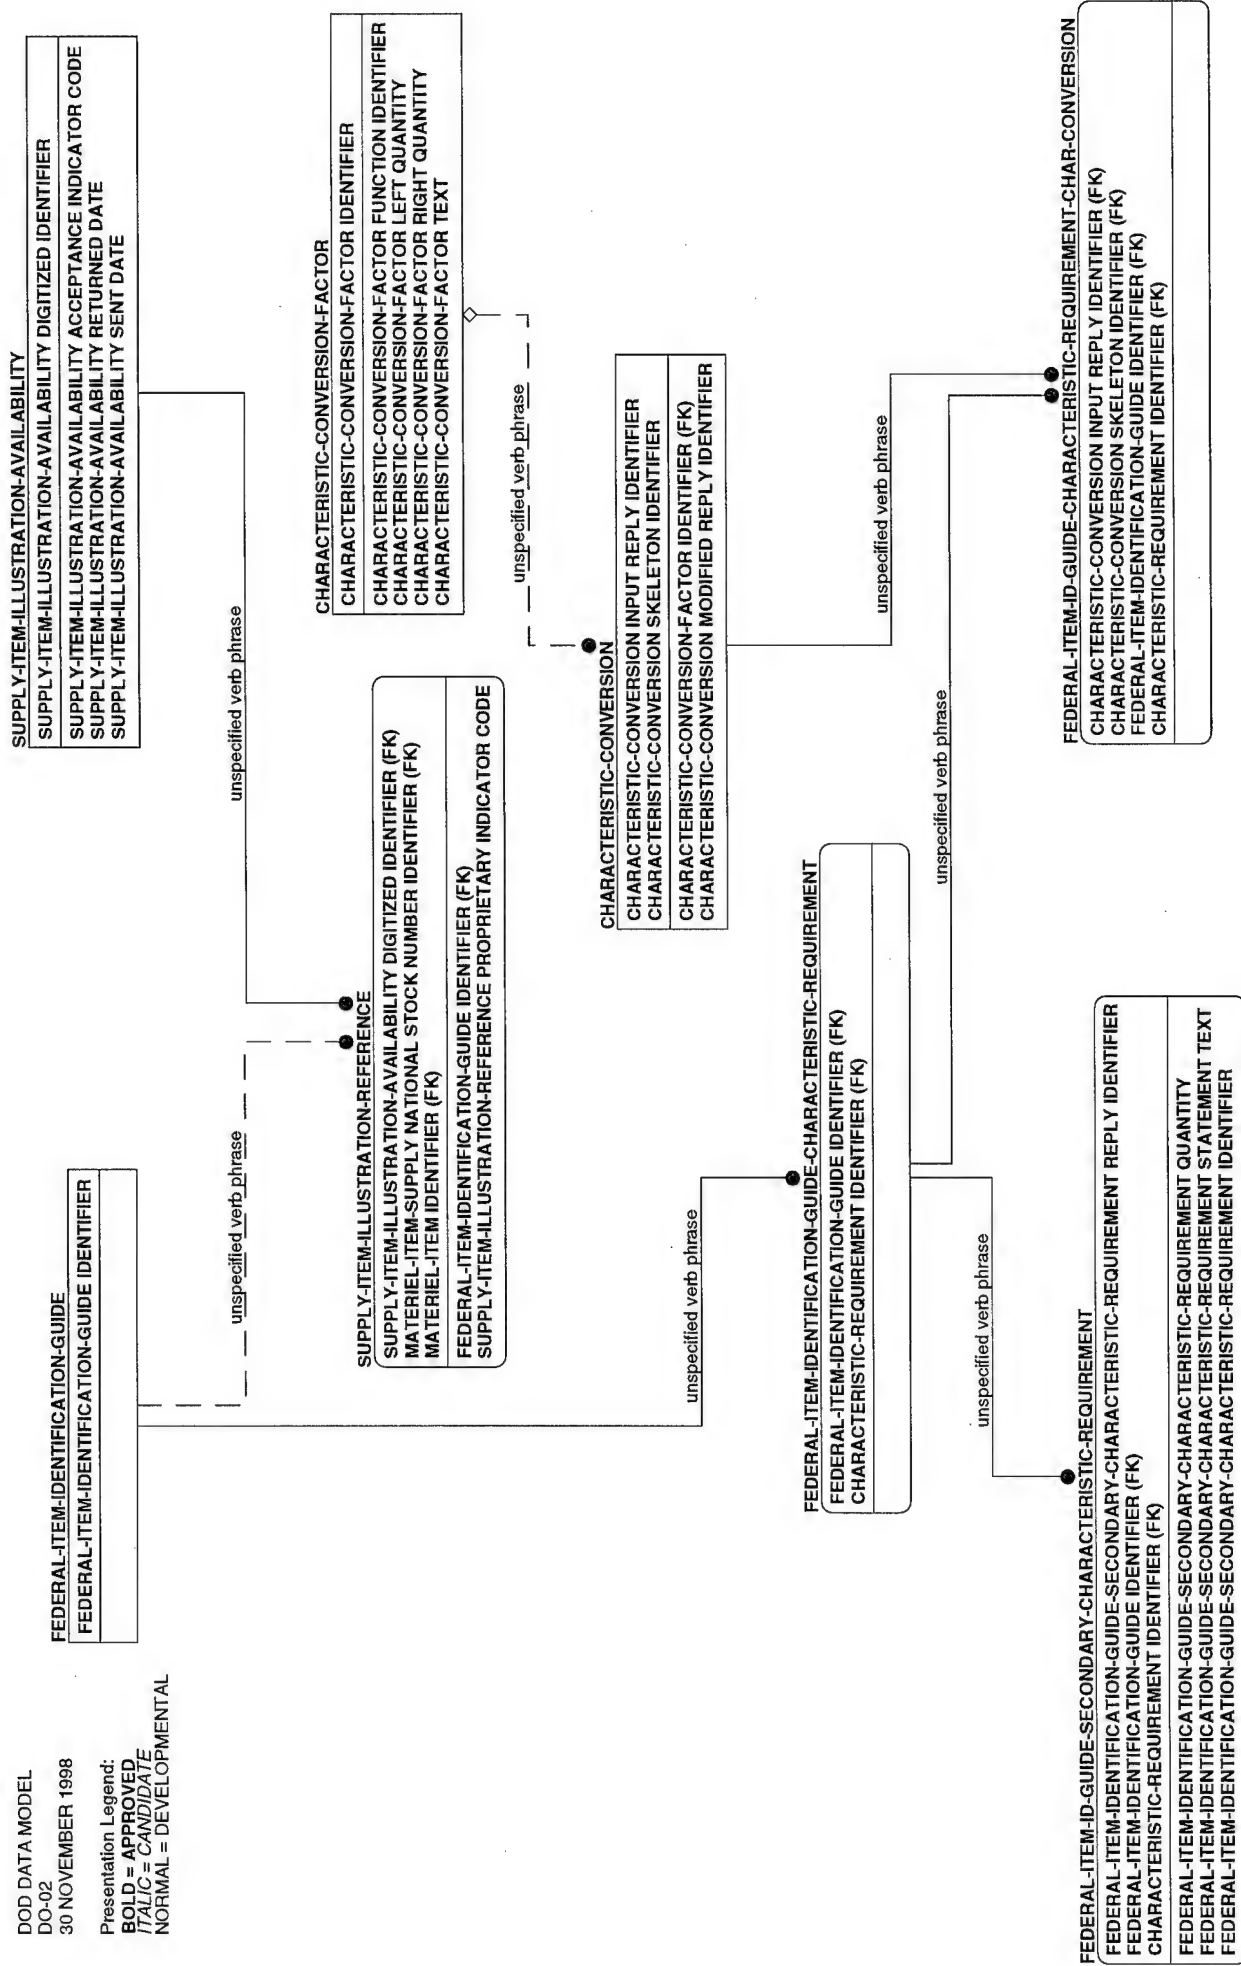 DOD DATA MODEL
DO-02
30 NOVEMBER 1998
Presentation Legend:
BOLD = APPROVED
ITALIC = CANDIDATE
NORMAL = DEVELOPMENTAL
FEDERAL-ITEM-IDENTIFICATION-GUIDE
FEDERAL-ITEM-IDENTIFICATION-GUIDE IDENTIFIER
SUPPLY-ITEM-ILLUSTRATION-AVAILABILITY
SUPPLY-ITEM-ILLUSTRATION-AVAILABILITY DIGITIZED IDENTIFIER
SUPPLY-ITEM-ILLUSTRATION-AVAILABILITY ACCEPTANCE INDICATOR CODE
SUPPLY-ITEM-ILLUSTRATION-AVAILABILITY RETURNED DATE
SUPPLY-ITEM-ILLUSTRATION-AVAILABILITY SENT DATE
unspecified verb phrase
unspecified verb phrase
SUPPLY-ITEM-ILLUSTRATION-REFERENCE
SUPPLY-ITEM-ILLUSTRATION-AVAILABILITY DIGITIZED IDENTIFIER (FK)
MATERIEL-ITEM-SUPPLY NATIONAL STOCK NUMBER IDENTIFIER (FK)
MATERIEL-ITEM IDENTIFIER (FK)
FEDERAL-ITEM-IDENTIFICATION-GUIDE IDENTIFIER (FK)
SUPPLY-ITEM-ILLUSTRATION-REFERENCE PROPRIETARY INDICATOR CODE
CHARACTERISTIC-CONVERSION-FACTOR
CHARACTERISTIC-CONVERSION-FACTOR IDENTIFIER
CHARACTERISTIC-CONVERSION-FACTOR FUNCTION IDENTIFIER
CHARACTERISTIC-CONVERSION-FACTOR LEFT QUANTITY
CHARACTERISTIC-CONVERSION-FACTOR RIGHT QUANTITY
CHARACTERISTIC-CONVERSION-FACTOR TEXT
unspecified verb phrase
CHARACTERISTIC-CONVERSION
CHARACTERISTIC-CONVERSION INPUT REPLY IDENTIFIER
CHARACTERISTIC-CONVERSION SKELETON IDENTIFIER
CHARACTERISTIC-CONVERSION-FACTOR IDENTIFIER (FK)
CHARACTERISTIC-CONVERSION MODIFIED REPLY IDENTIFIER
unspecified verb phrase
FEDERAL-ITEM-IDENTIFICATION-GUIDE-CHARACTERISTIC-REQUIREMENT
FEDERAL-ITEM-IDENTIFICATION-GUIDE IDENTIFIER (FK)
CHARACTERISTIC-REQUIREMENT IDENTIFIER (FK)
unspecified verb phrase
unspecified verb phrase
unspecified verb phrase
FEDERAL-ITEM-ID-GUIDE-SECONDARY-CHARACTERISTIC-REQUIREMENT
FEDERAL-ITEM-IDENTIFICATION-GUIDE-SECONDARY-CHARACTERISTIC-REQUIREMENT REPLY IDENTIFIER
FEDERAL-ITEM-IDENTIFICATION-GUIDE IDENTIFIER (FK)
CHARACTERISTIC-REQUIREMENT IDENTIFIER (FK)
FEDERAL-ITEM-IDENTIFICATION-GUIDE-SECONDARY-CHARACTERISTIC-REQUIREMENT QUANTITY
FEDERAL-ITEM-IDENTIFICATION-GUIDE-SECONDARY-CHARACTERISTIC-REQUIREMENT STATEMENT TEXT
FEDERAL-ITEM-IDENTIFICATION-GUIDE-SECONDARY-CHARACTERISTIC-REQUIREMENT IDENTIFIER
FEDERAL-ITEM-ID-GUIDE-CHARACTERISTIC-REQUIREMENT-CHAR-CONVERSION
CHARACTERISTIC-CONVERSION INPUT REPLY IDENTIFIER (FK)
CHARACTERISTIC-CONVERSION SKELETON IDENTIFIER (FK)
FEDERAL-ITEM-IDENTIFICATION-GUIDE IDENTIFIER (FK)
CHARACTERISTIC-REQUIREMENT IDENTIFIER (FK)